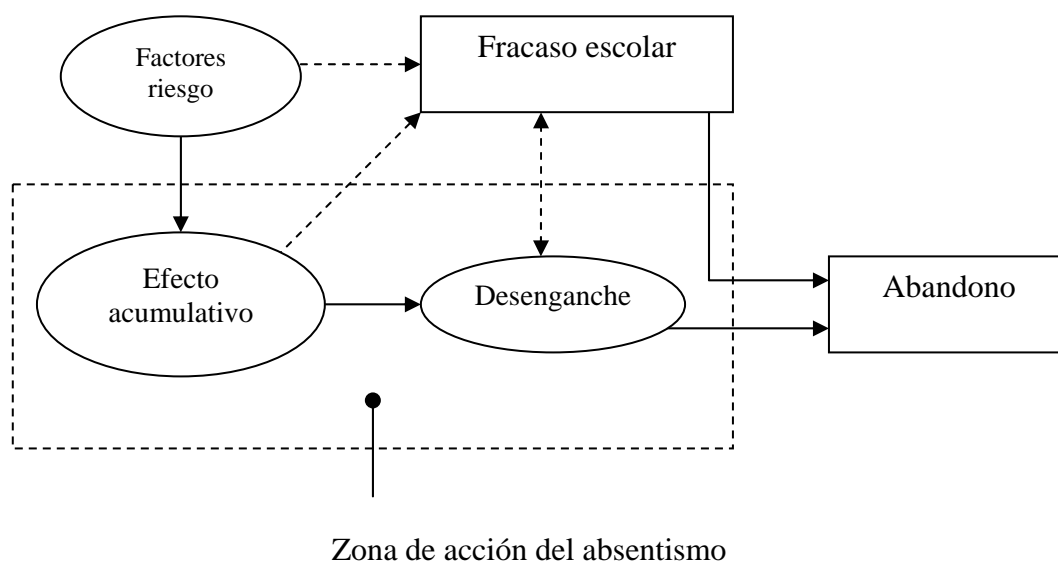 Factores
riesgo
Fracaso escolar
Efecto
acumulativo
Desenganche
Abandono
Zona de acción del absentismo